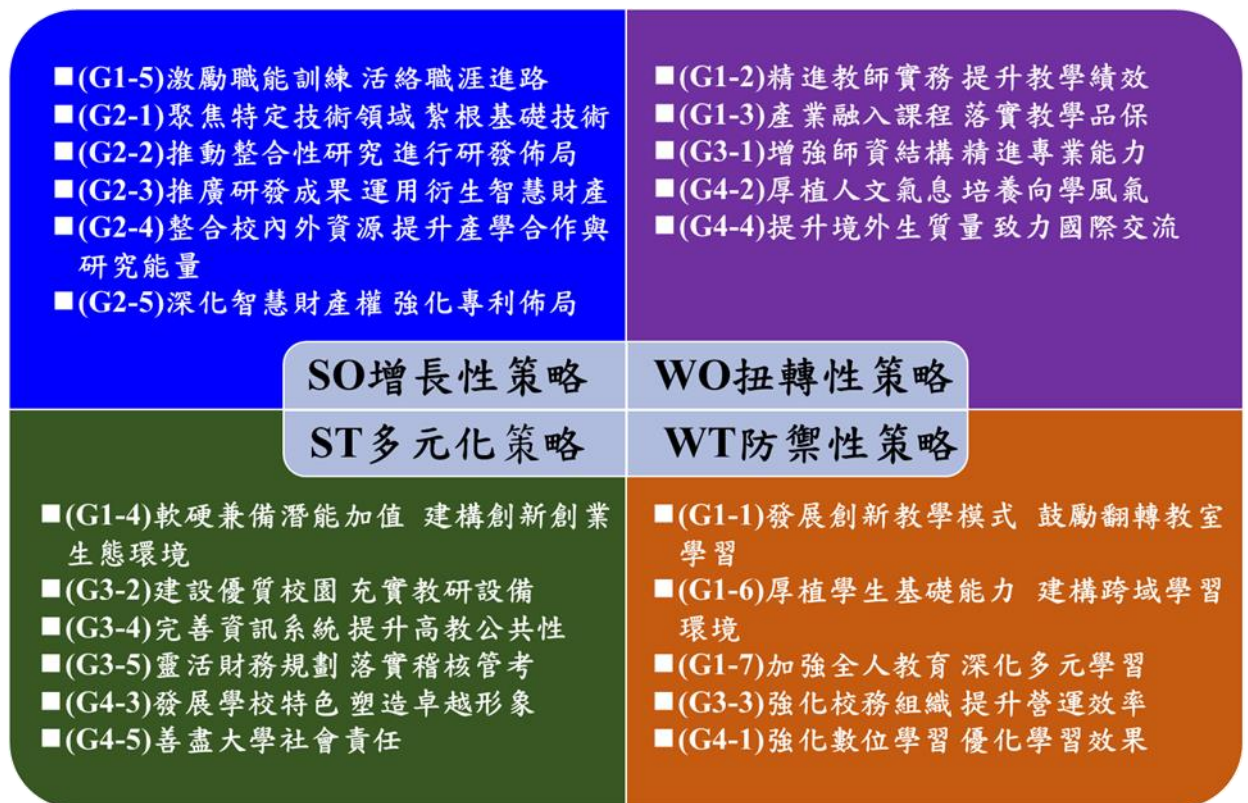 ■(G1-5)激勵職能訓練 活絡職涯進路
■(G2-1)聚焦特定技術領域 紮根基礎技術
■(G2-2)推動整合性研究 進行研發佈局
■(G2-3)推廣研發成果 運用衍生智慧財產
■(G2-4)整合校內外資源 提升產學合作與
研究能量
■(G2-5)深化智慧財產權 強化專利佈局
■(G1-2)精進教師實務 提升教學績效
■(G1-3)產業融入課程 落實教學品保
■(G3-1)增強師資結構 精進專業能力
■(G4-2)厚植人文氣息 培養向學風氣
■(G4-4)提升境外生質量 致力國際交流
SO增長性策略
WO扭轉性策略
ST多元化策略
WT防禦性策略
■(G1-4)軟硬兼備潛能加值 建構創新創業
生態環境
■(G3-2)建設優質校園 充實教研設備
■(G3-4)完善資訊系統 提升高教公共性
■(G3-5)靈活財務規劃 落實稽核管考
■(G4-3)發展學校特色 塑造卓越形象
■(G4-5)善盡大學社會責任
■(G1-1)發展創新教學模式 鼓勵翻轉教室
學習
■(G1-6)厚植學生基礎能力 建構跨域學習
環境
■(G1-7)加強全人教育 深化多元學習
■(G3-3)強化校務組織 提升營運效率
■(G4-1)強化數位學習 優化學習效果